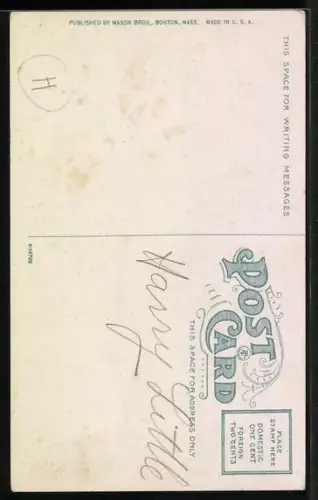 PUBLISHED BY MASON BROS., BOSTON, MASS. MADE IN U. S. A.
H
THIS SPACE FOR WRITING MESSAGES
POST
CARD
THIS SPACE FOR ADDRESS ONLY
PLACE
STAMP HERE
DOMESTIC
ONE CENT
FOREIGN
TWO CENTS
Harry Little